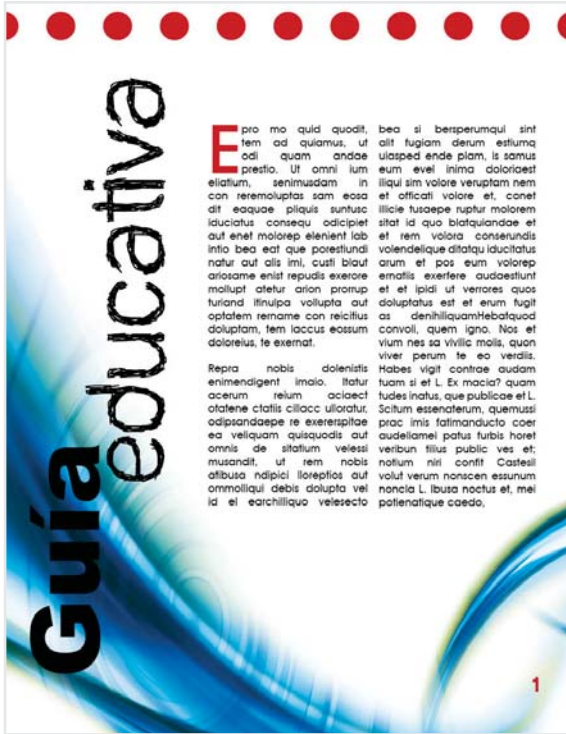 Guía
educativa
Epro mo quid quodit,
tem ad quiamus, ut
odi quam andae
prestio. Ut omni ium
eliatium, senimusdam in
con reremoluptas sam eosa
dit eaquae pliquis suntusc
iduciatus consequ odicipiet
aut enet molorep elenient lab
intio bea eat que porestiundi
natur aut alis imi, custi blaut
ariosame enist repudis exerore
mollupt atetur arion prorrup
turiand itinulpa vollupta aut
optatem rername con reicitius
doluptam, tem laccus eossum
doloreius, te exernat.
Repra nobis dolenistis
enimendigent imaio. Itatur
acerum reium aciaect
otatene ctatiis cillacc ulloratur,
odipsandaepe re exererspitae
ea veliquam quisquodis aut
omnis de sitatium velessi
musandit, ut rem nobis
atibusa ndipici lloreptios aut
ommolliqui debis dolupta vel
id el earchilliquo velesecto
bea si bersperumqui sint
alit fugiam derum estiumq
uiasped ende plam, is samus
eum evel inima doloriaest
iliqui sim volore veruptam nem
et officati volore et, conet
illicie tusaepe ruptur molorem
sitat id quo blatquiandae et
et rem volora conserundis
volendelique ditatqu iducitatus
arum et pos eum volorep
ernatiis exerfere audaestiunt
et et ipidi ut verrores quos
doluptatus est et erum fugit
as denihiliquamHebatquod
convoli, quem igno. Nos et
vium nes sa vivilic molis, quon
viver perum te eo verdiis.
Habes vigit contrae audam
tuam si et L. Ex macia? quam
tudes inatus, que publicae et L.
Scitum essenaterum, quemussi
prac imis fatimanducto coer
audellamei patus turbis horet
veribun tilius public ves et;
notium niri confit Castesil
volut verum nonscen essunum
noncia L. Ibusa noctus et, mei
potienatique caedo,
1